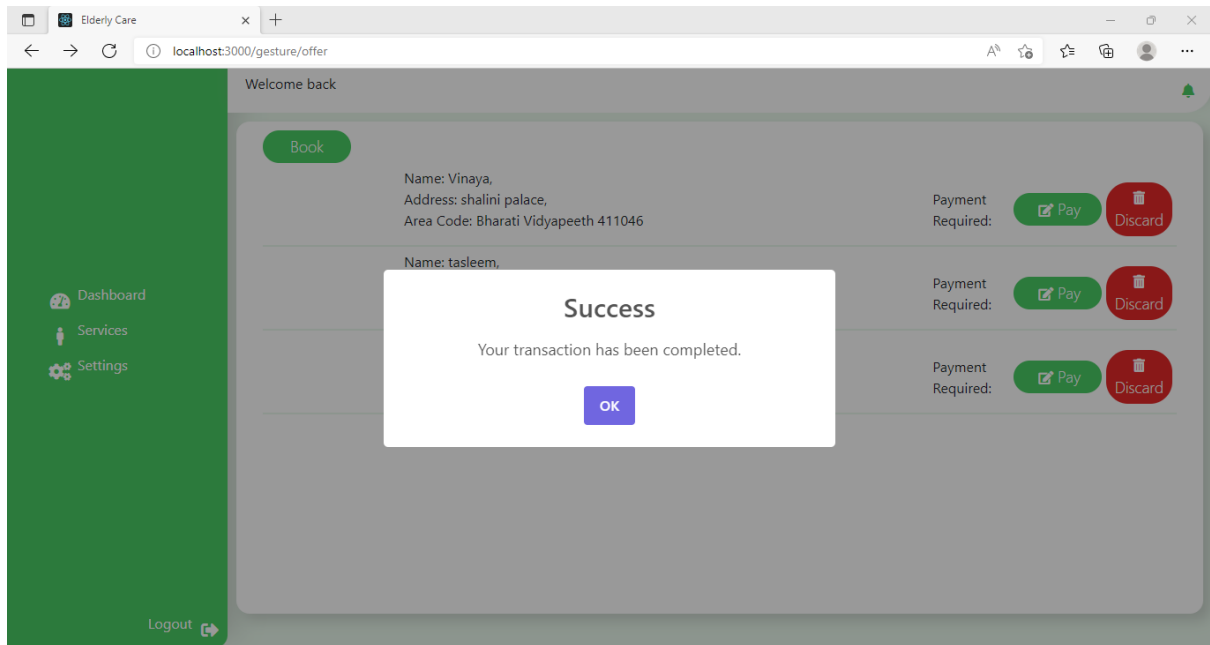 Elderly Care
localhost:3000/gesture/offer
Welcome back
Book
Name: Vinaya,
Address: shalini palace,
Area Code: Bharati Vidyapeeth 411046
Payment
Required:
Pay
Discard
Name: tasleem,
Payment
Required:
Pay
Discard
Payment
Required:
Pay
Discard
Success
Your transaction has been completed.
OK
Dashboard
Services
Settings
Logout